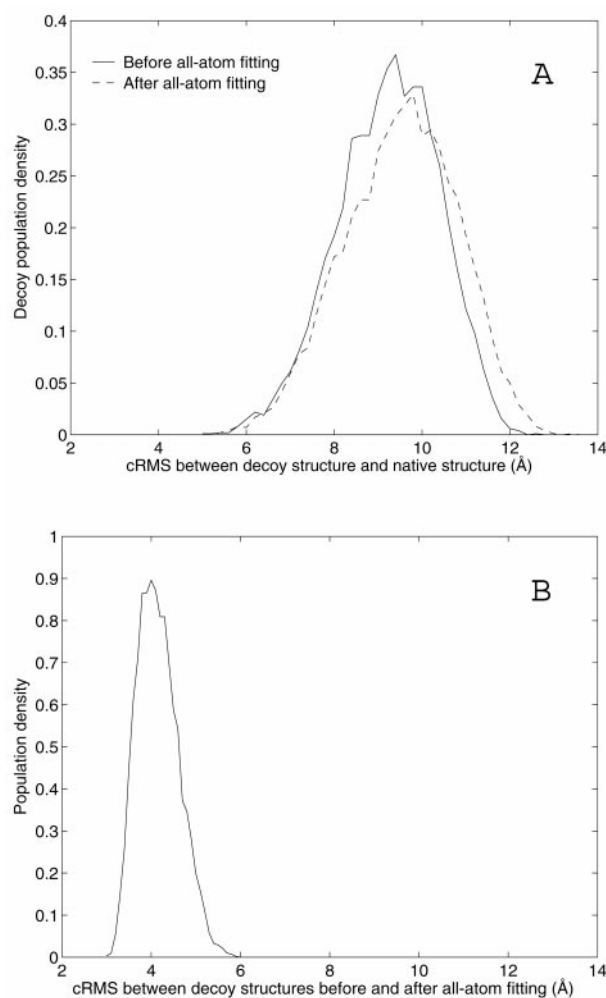 0.4
0.35
0.3
0.25
0.2
0.15
0.1
0.05
0
Decoy population density
Before all-atom fitting
After all-atom fitting
A
2 4 6 8 10 12 14
cRMS between decoy structure and native structure (Å)
1
0.9
0.8
0.7
0.6
0.5
0.4
0.3
0.2
0.1
0
Population density
B
2 4 6 8 10 12 14
cRMS between decoy structures before and after all-atom fitting (Å)